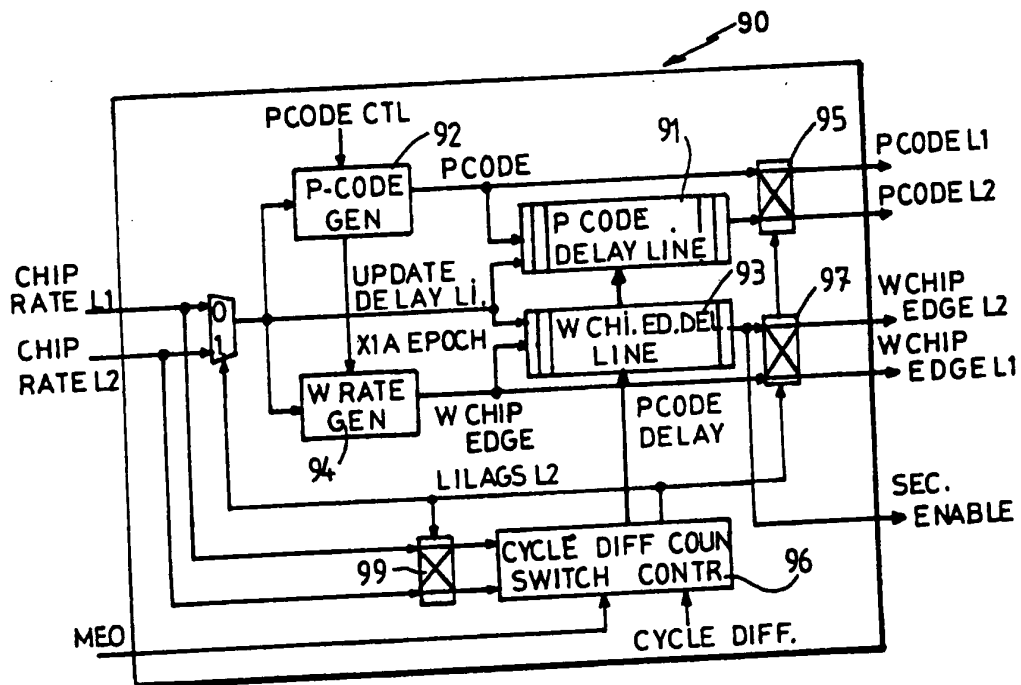 90
PCODE CTL
92
P-CODE
GEN
PCODE
91
P CODE
DELAY LINE
95
PCODE L1
PCODE L2
CHIP
RATE L1
0
1
CHIP
RATE L2
UPDATE
DELAY LI.
X1A EPOCH
93
W CHI. ED. DEL
LINE
97
W CHIP
EDGE L2
W CHIP
EDGE L1
W RATE
GEN
94
W CHIP
EDGE
PCODE
DELAY
L1LAGS L2
SEC.
ENABLE
99
CYCLE DIFF COUN
SWITCH CONTR
96
MEO
CYCLE DIFF.